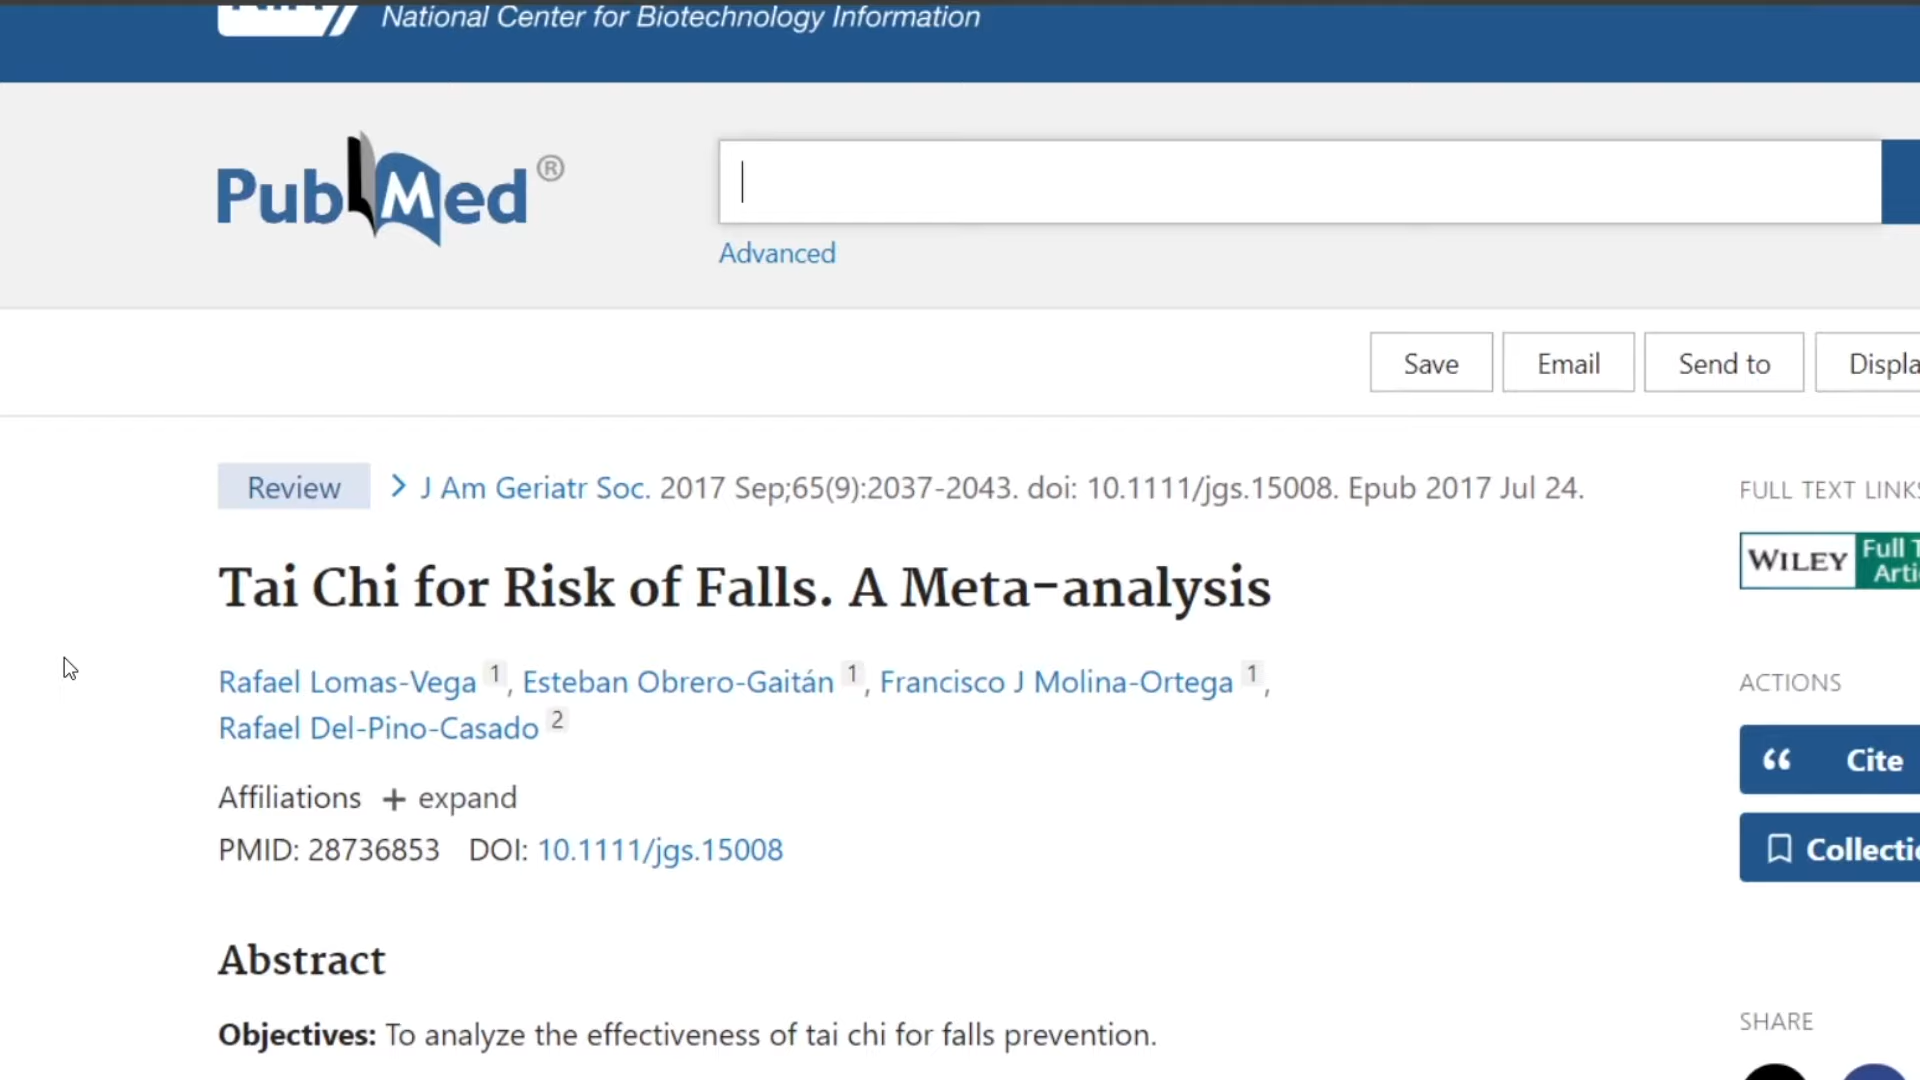 National Center for Biotechnology Information
PubMed®
Advanced
Save Email Send to
Review > J Am Geriatr Soc. 2017 Sep;65(9):2037-2043. doi: 10.1111/jgs.15008. Epub 2017 Jul 24.
FULL TEXT LINKS
Tai Chi for Risk of Falls. A Meta-analysis
WILEY Full
Rafael Lomas-Vega 1, Esteban Obrero-Gaitán 1, Francisco J Molina-Ortega 1,
Rafael Del-Pino-Casado 2
ACTIONS
Affiliations + expand
“ Cite
PMID: 28736853 DOI: 10.1111/jgs.15008
Abstract
Objectives: To analyze the effectiveness of tai chi for falls prevention.
SHARE